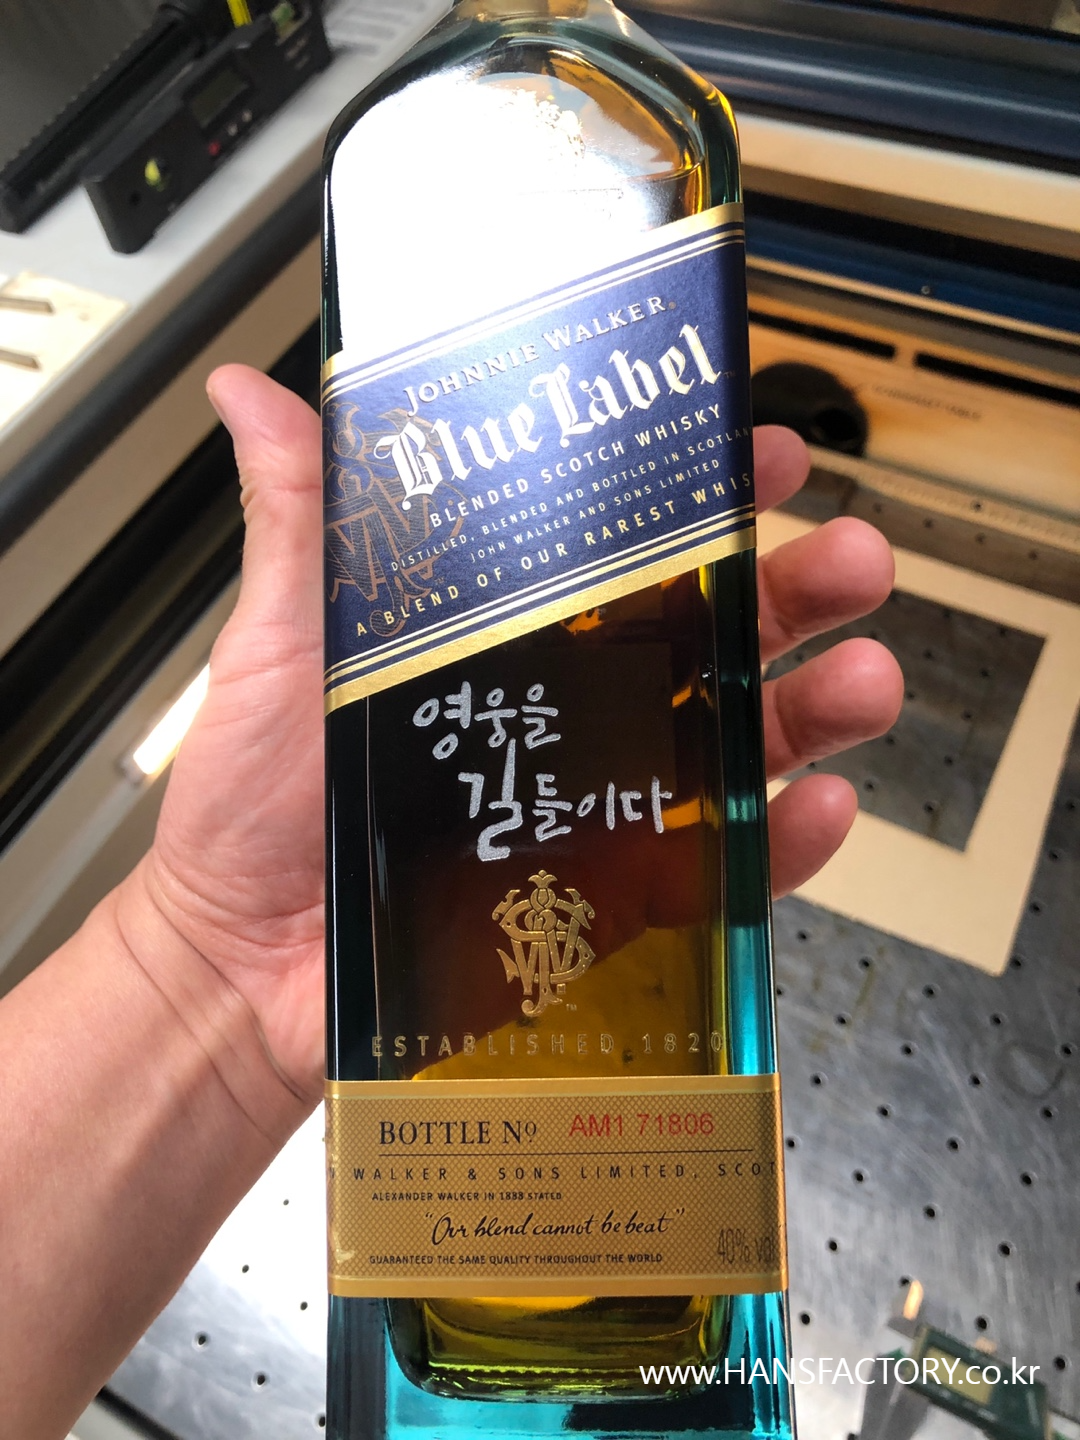 JOHNNIE WALKER®
Blue Label™
BLENDED SCOTCH WHISKY
DISTILLED, BLENDED AND BOTTLED IN SCOTLAN
JOHN WALKER AND SONS LIMITED
A BLEND OF OUR RAREST WHIS
영웅을
길들이다
TM
ESTABLISHED 1820
BOTTLE Nº AM1 71806
WALKER & SONS LIMITED, SCOT
ALEXANDER WALKER IN 1888 STATED
"Our blend cannot be beat"
GUARANTEED THE SAME QUALITY THROUGHOUT THE WORLD
40% vol
www.HANSFACTORY.co.kr